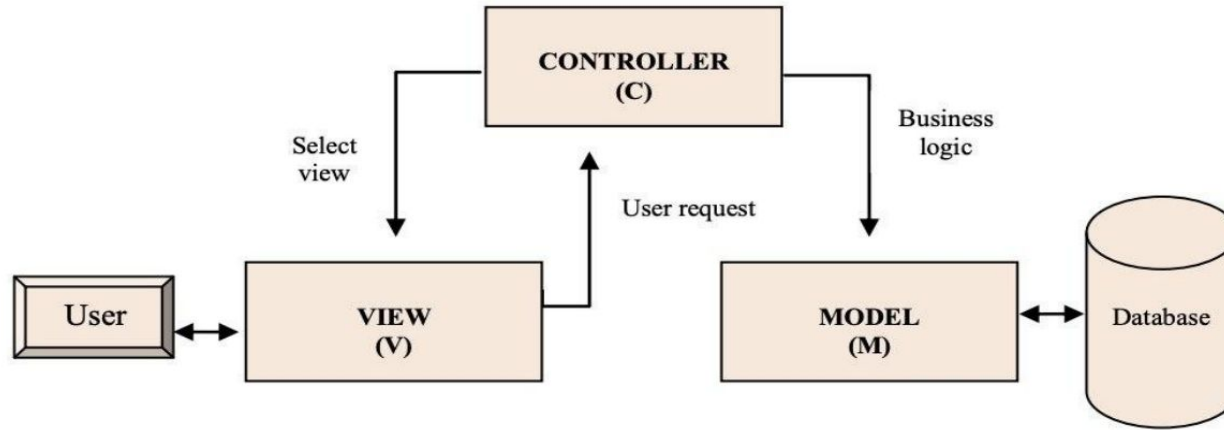 CONTROLLER
(C)
Select
view
Business
logic
User request
User
VIEW
(V)
MODEL
(M)
Database